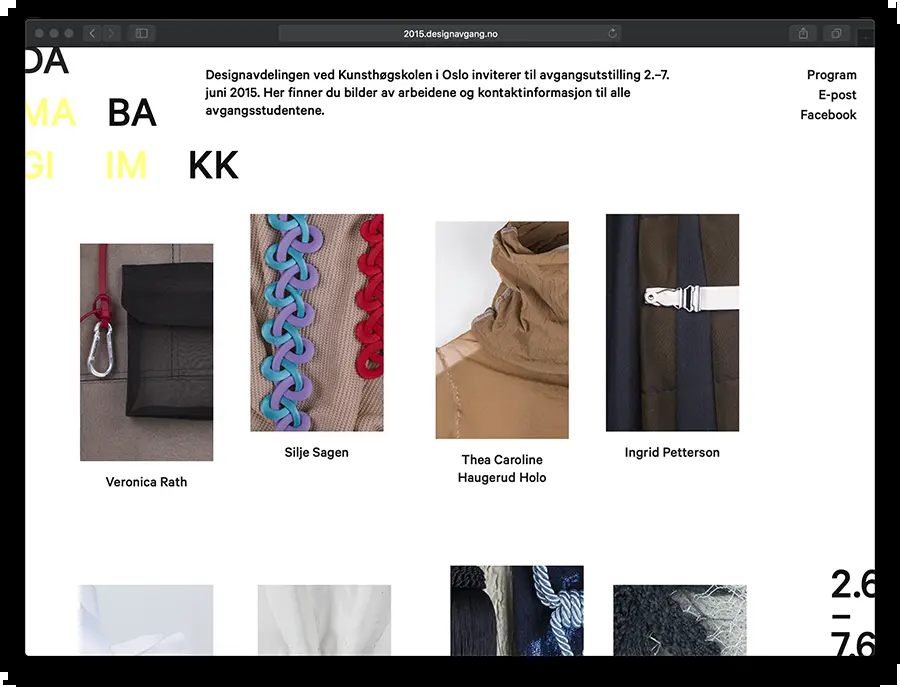 2015.designavgang.no
DA
MA BA
GI IM KK
Designavdelingen ved Kunsthøgskolen i Oslo inviterer til avgangsutstilling 2.–7.
juni 2015. Her finner du bilder av arbeidene og kontaktinformasjon til alle
avgangsstudentene.
Program
E-post
Facebook
Veronica Rath
Silje Sagen
Thea Caroline
Haugerud Holo
Ingrid Petterson
2.6
–
7.6